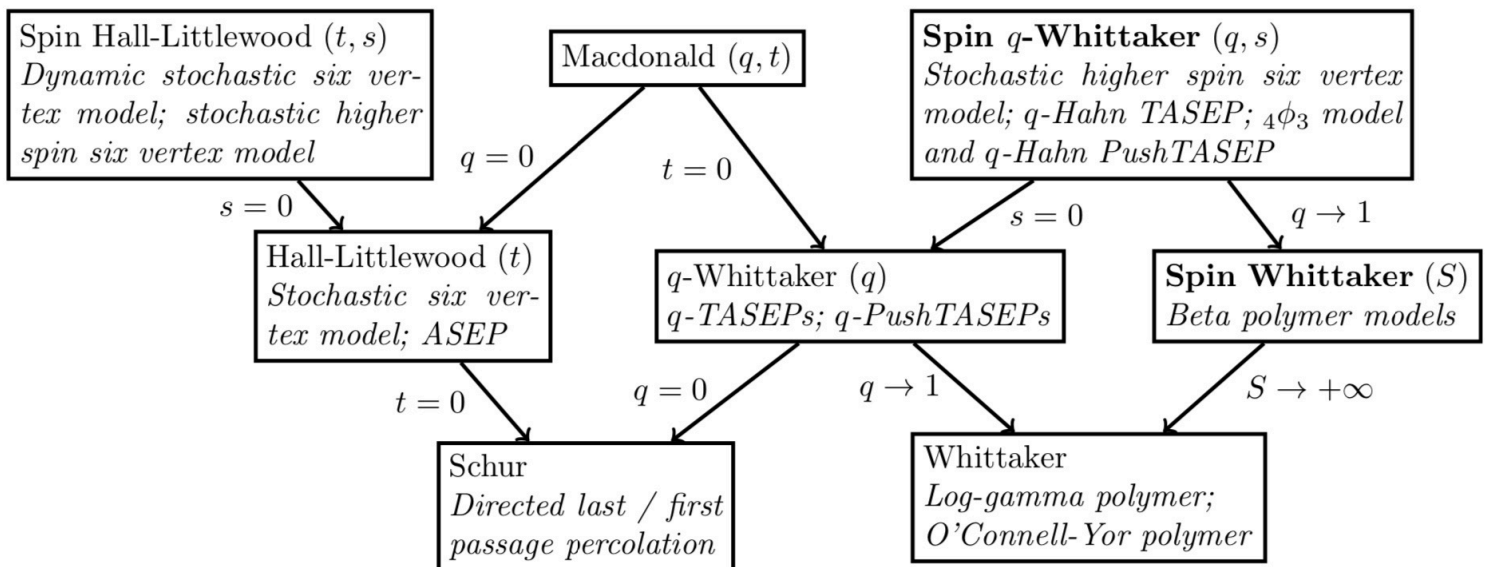 Spin Hall-Littlewood (t, s)
Dynamic stochastic six ver-
tex model; stochastic higher
spin six vertex model
Macdonald (q, t)
Spin q-Whittaker (q, s)
Stochastic higher spin six vertex
model; q-Hahn TASEP; ₄ϕ₃ model
and q-Hahn PushTASEP
q = 0
t = 0
s = 0
s = 0
q → 1
Hall-Littlewood (t)
Stochastic six ver-
tex model; ASEP
q-Whittaker (q)
q-TASEPs; q-PushTASEPs
Spin Whittaker (S)
Beta polymer models
t = 0
q = 0
q → 1
S → +∞
Schur
Directed last / first
passage percolation
Whittaker
Log-gamma polymer;
O'Connell-Yor polymer